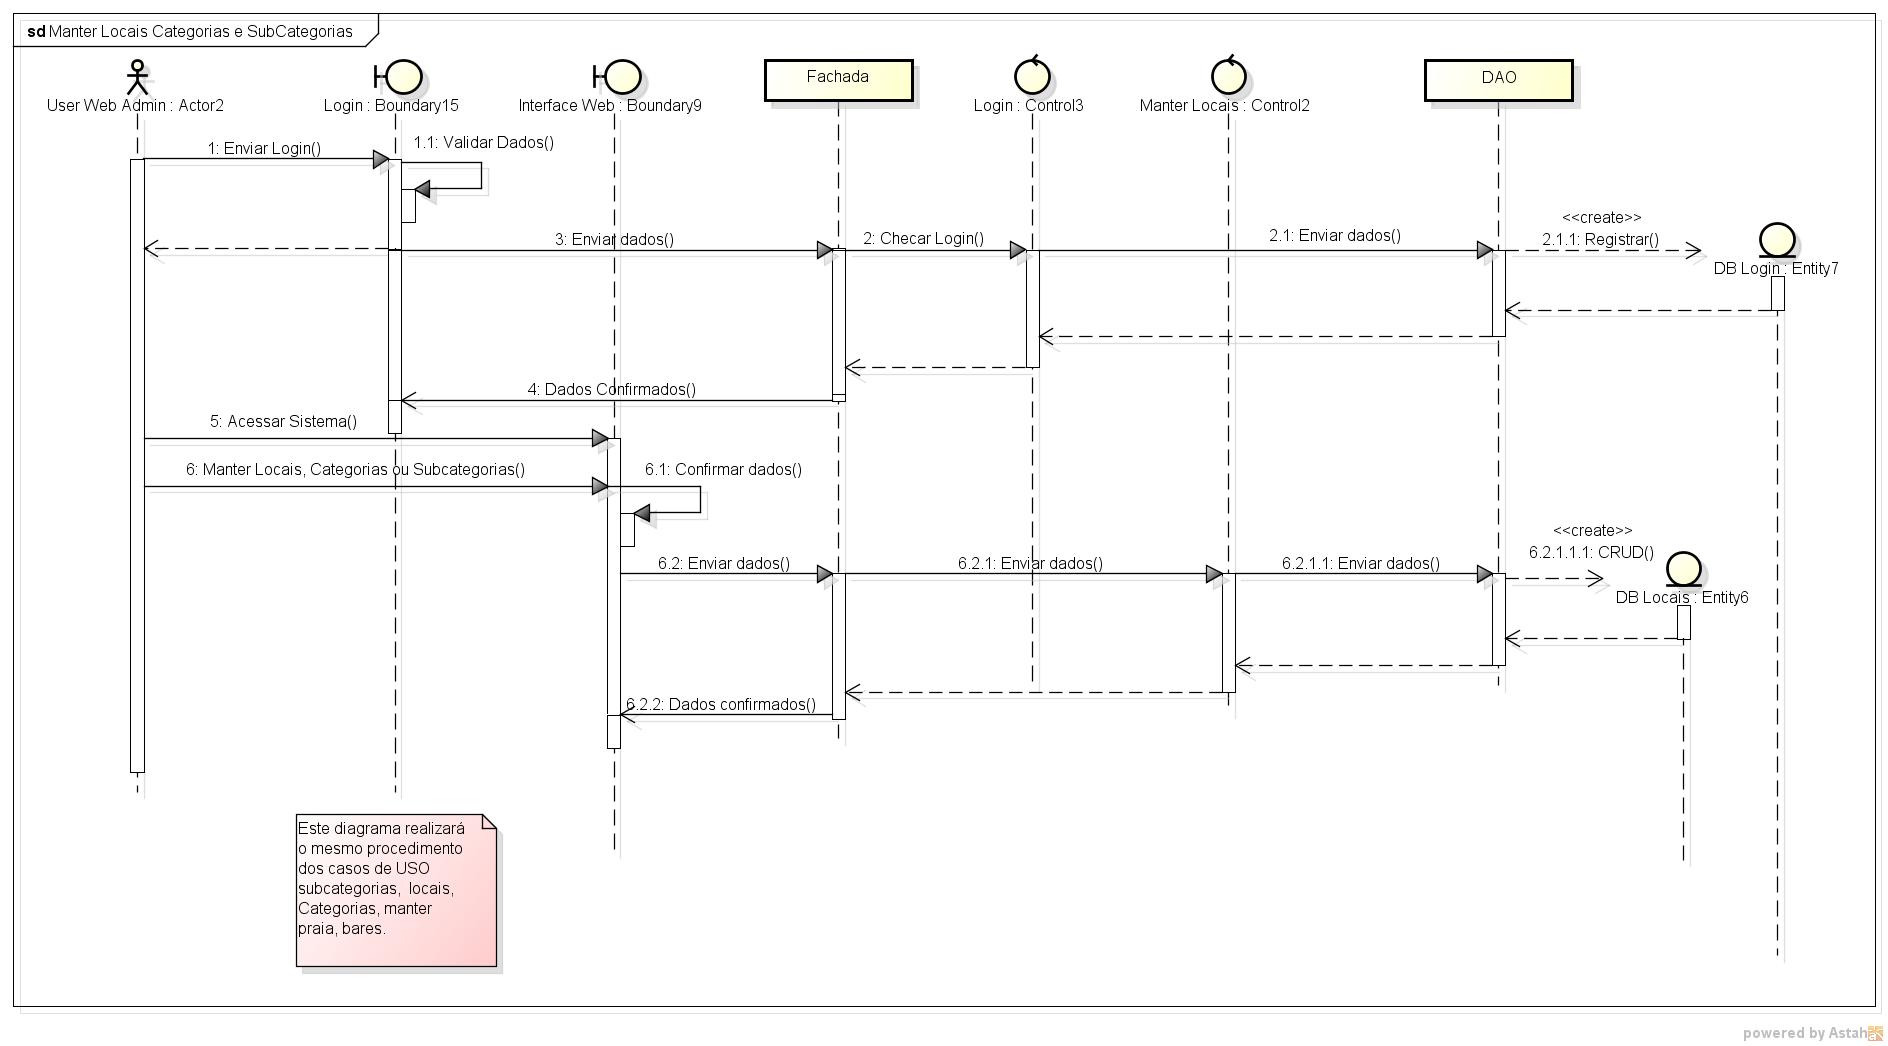 sd Manter Locais Categorias e SubCategorias
User Web Admin : Actor2
Login : Boundary15
Interface Web : Boundary9
Fachada
Login : Control3
Manter Locais : Control2
DAO
1: Enviar Login()
1.1: Validar Dados()
<<create>>
3: Enviar dados()
2: Checar Login()
2.1: Enviar dados()
2.1.1: Registrar()
DB Login : Entity7
4: Dados Confirmados()
5: Acessar Sistema()
6: Manter Locais, Categorias ou Subcategorias()
6.1: Confirmar dados()
<<create>>
6.2.1.1.1: CRUD()
6.2: Enviar dados()
6.2.1: Enviar dados()
6.2.1.1: Enviar dados()
DB Locais : Entity6
6.2.2: Dados confirmados()
Este diagrama realizará
o mesmo procedimento
dos casos de USO
subcategorias, locais,
Categorias, manter
praia, bares.
powered by Astah